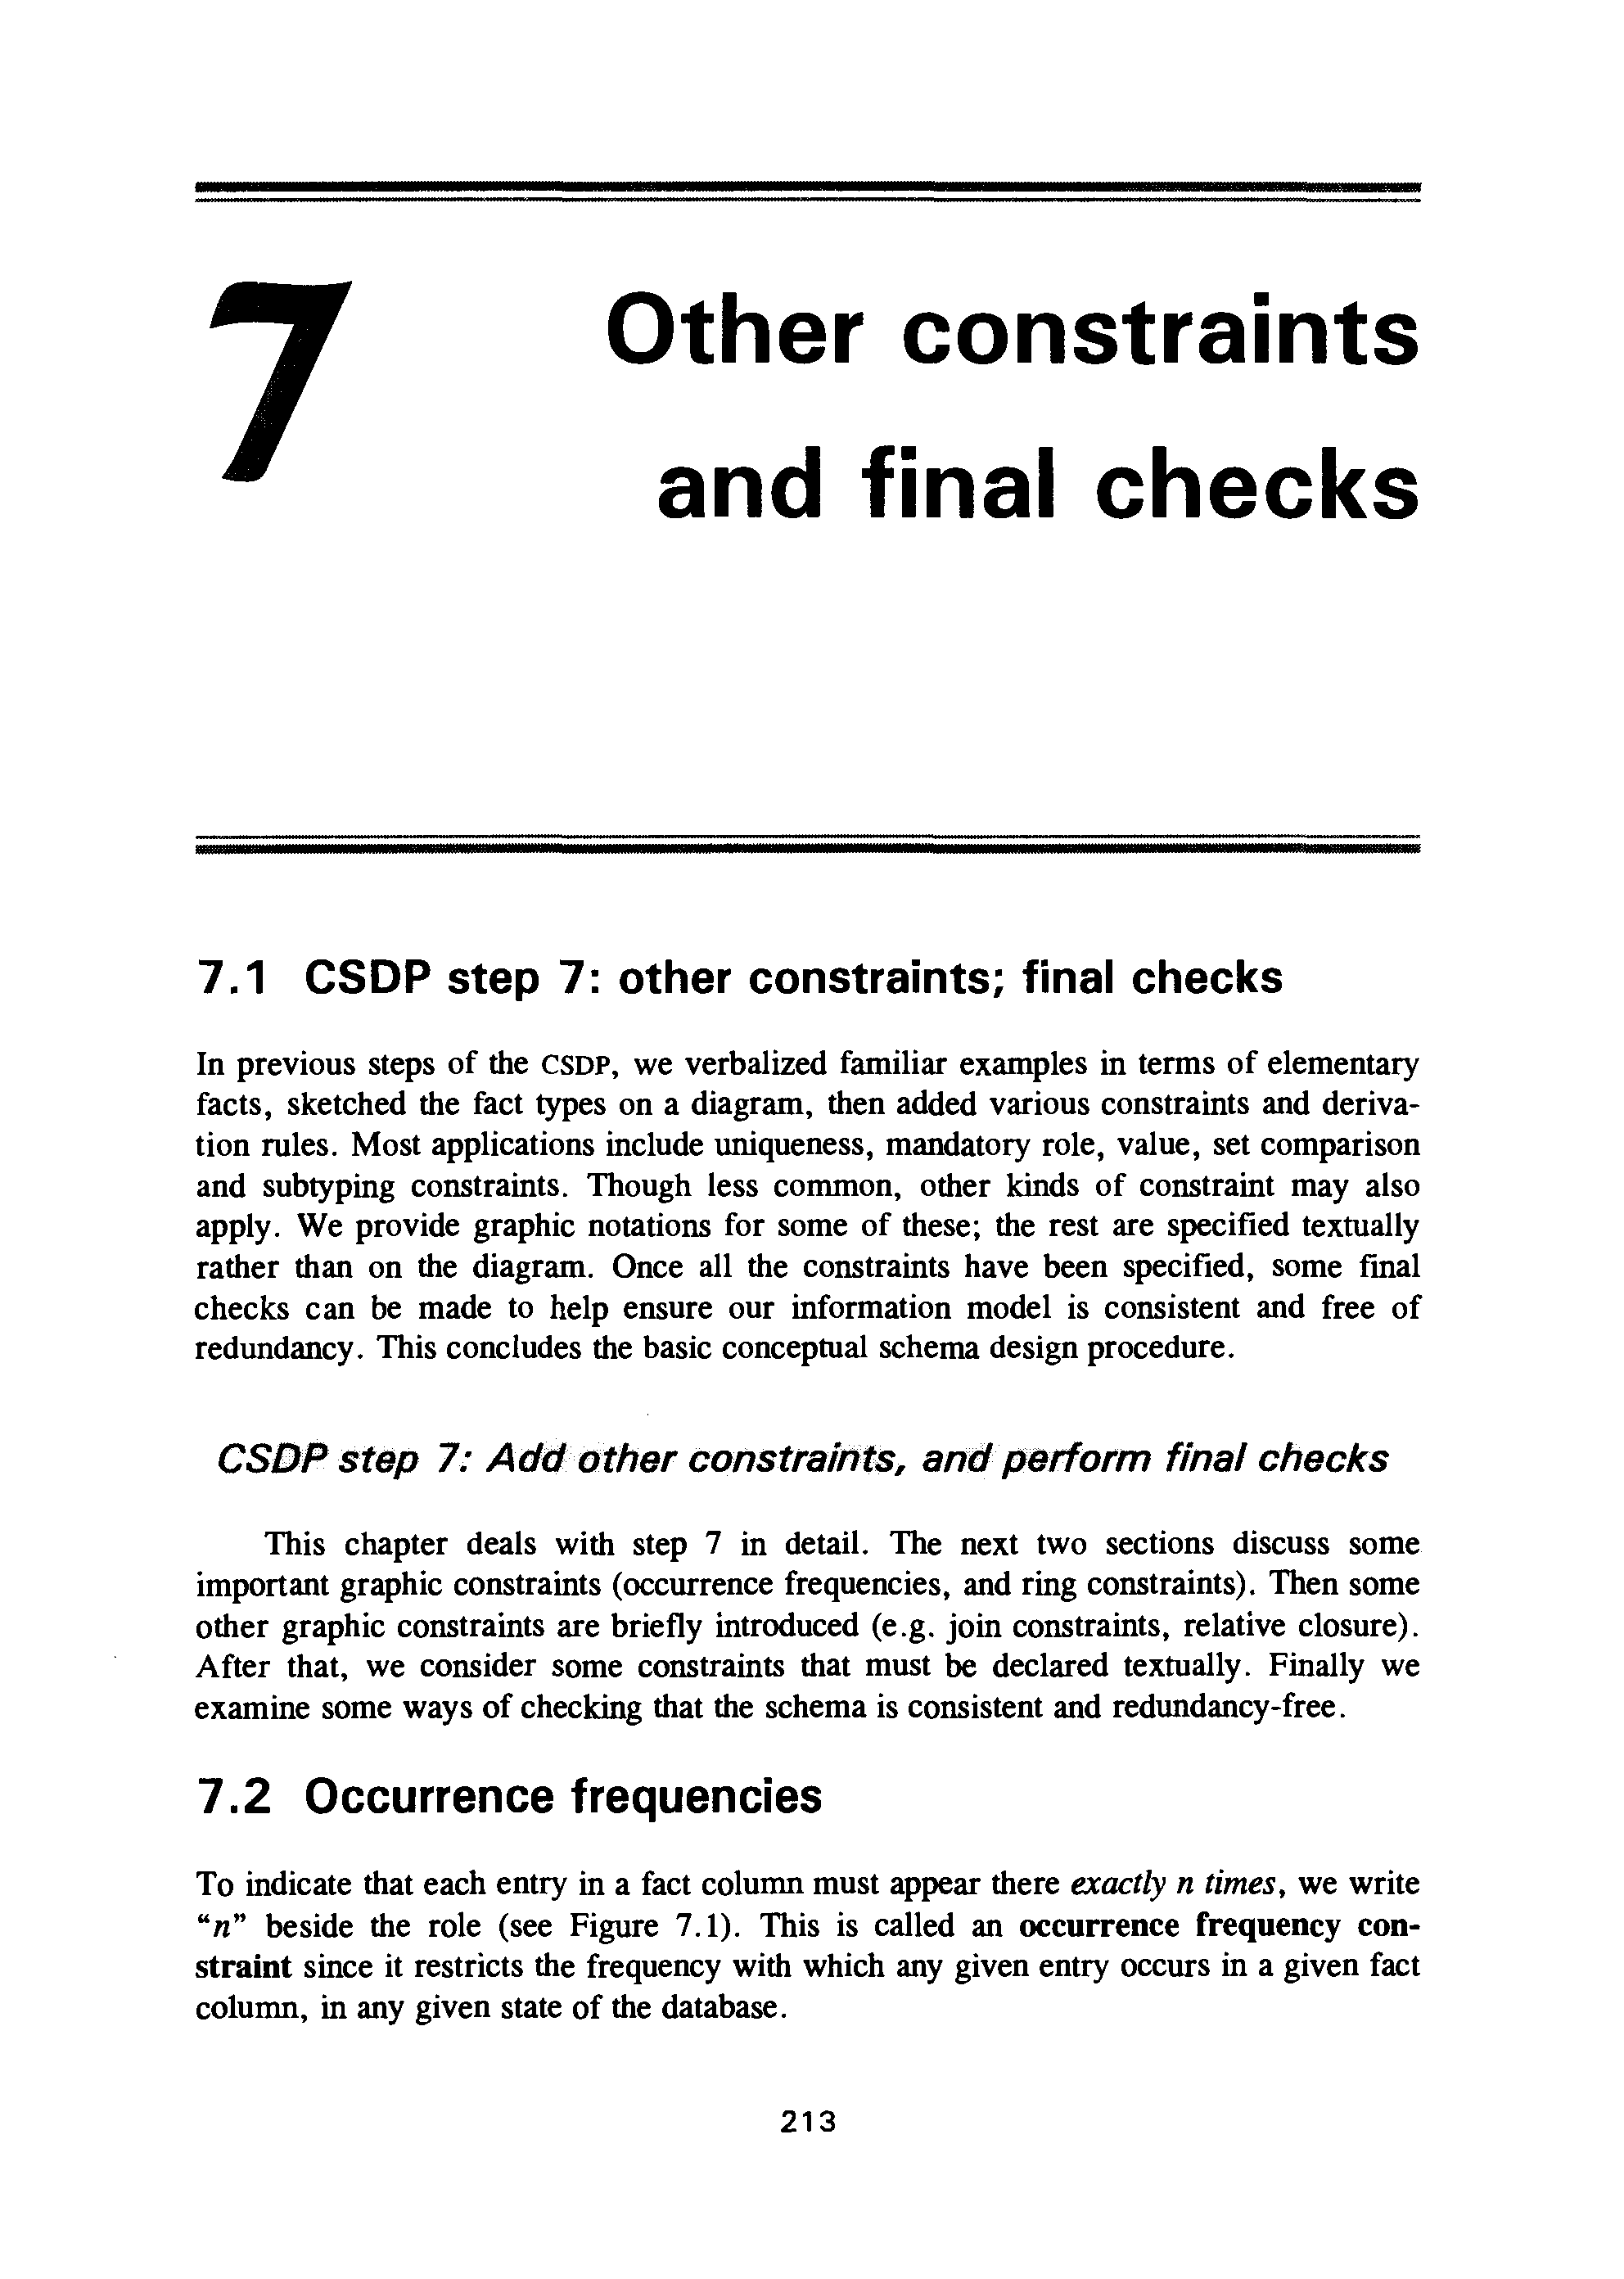 7
Other constraints
and final checks
7.1 CSDP step 7: other constraints; final checks
In previous steps of the CSDP, we verbalized familiar examples in terms of elementary
facts, sketched the fact types on a diagram, then added various constraints and deriva-
tion rules. Most applications include uniqueness, mandatory role, value, set comparison
and subtyping constraints. Though less common, other kinds of constraint may also
apply. We provide graphic notations for some of these; the rest are specified textually
rather than on the diagram. Once all the constraints have been specified, some final
checks can be made to help ensure our information model is consistent and free of
redundancy. This concludes the basic conceptual schema design procedure.
CSDP step 7: Add other constraints, and perform final checks
This chapter deals with step 7 in detail. The next two sections discuss some
important graphic constraints (occurrence frequencies, and ring constraints). Then some
other graphic constraints are briefly introduced (e.g. join constraints, relative closure).
After that, we consider some constraints that must be declared textually. Finally we
examine some ways of checking that the schema is consistent and redundancy-free.
7.2 Occurrence frequencies
To indicate that each entry in a fact column must appear there exactly n times, we write
“n” beside the role (see Figure 7.1). This is called an occurrence frequency con-
straint since it restricts the frequency with which any given entry occurs in a given fact
column, in any given state of the database.
213